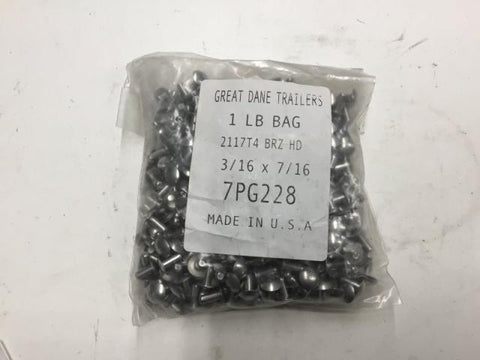 GREAT DANE TRAILERS
1 LB BAG
2117T4 BRZ HD
3/16 x 7/16
7PG228
MADE IN U.S.A